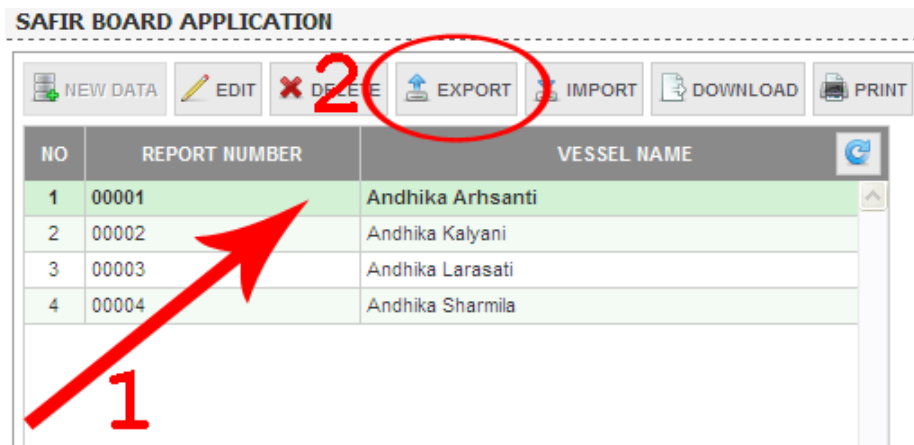 SAFIR BOARD APPLICATION
NEW DATA EDIT DELETE EXPORT IMPORT DOWNLOAD PRINT
2
NO REPORT NUMBER VESSEL NAME
1 00001 Andhika Arhsanti
2 00002 Andhika Kalyani
3 00003 Andhika Larasati
4 00004 Andhika Sharmila
1